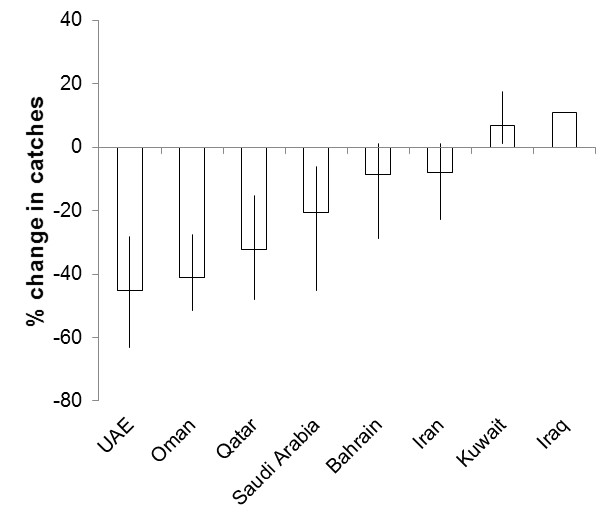 40
20
0
-20
-40
-60
-80
% change in catches
UAE
Oman
Qatar
Saudi Arabia
Bahrain
Iran
Kuwait
Iraq